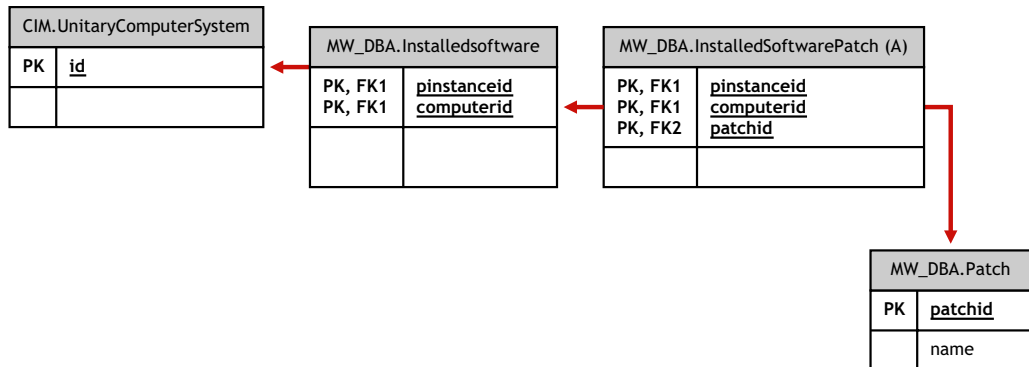 CIM.UnitaryComputerSystem
PK id
MW_DBA.Installedsoftware
PK, FK1 pinstanceid
PK, FK1 computerid
MW_DBA.InstalledSoftwarePatch (A)
PK, FK1 pinstanceid
PK, FK1 computerid
PK, FK2 patchid
MW_DBA.Patch
PK patchid
name